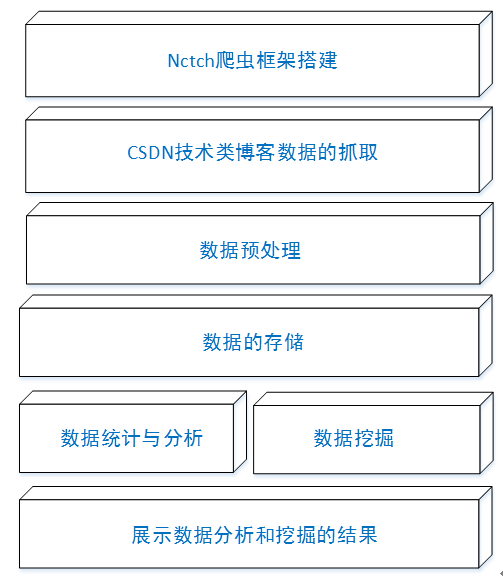 Nctch爬虫框架搭建
CSDN技术类博客数据的抓取
数据预处理
数据的存储
数据统计与分析
数据挖掘
展示数据分析和挖掘的结果